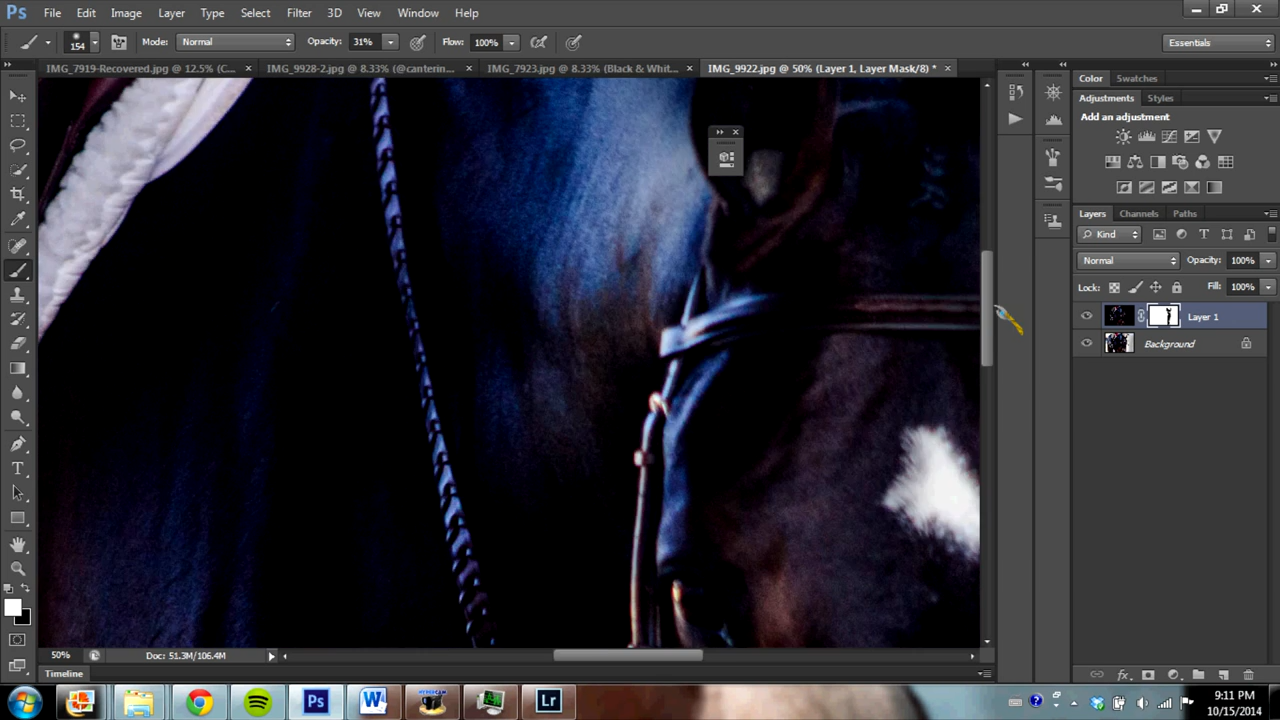 Ps File Edit Image Layer Type Select Filter 3D View Window Help
154 Mode: Normal Opacity: 31% Flow: 100% Essentials
IMG_7919-Recovered.jpg @ 12.5% (C... × IMG_9928-2.jpg @ 8.33% (@canterin... × IMG_7923.jpg @ 8.33% (Black & Whit... × IMG_9922.jpg @ 50% (Layer 1, Layer Mask/8) * ×
Color Swatches
Adjustments Styles
Add an adjustment
Layers Channels Paths
Kind
Normal Opacity: 100%
Lock: Fill: 100%
Layer 1
Background
50% Doc: 51.3M/106.4M
Timeline
Ps W HYPERCAM Lr
9:11 PM
10/15/2014